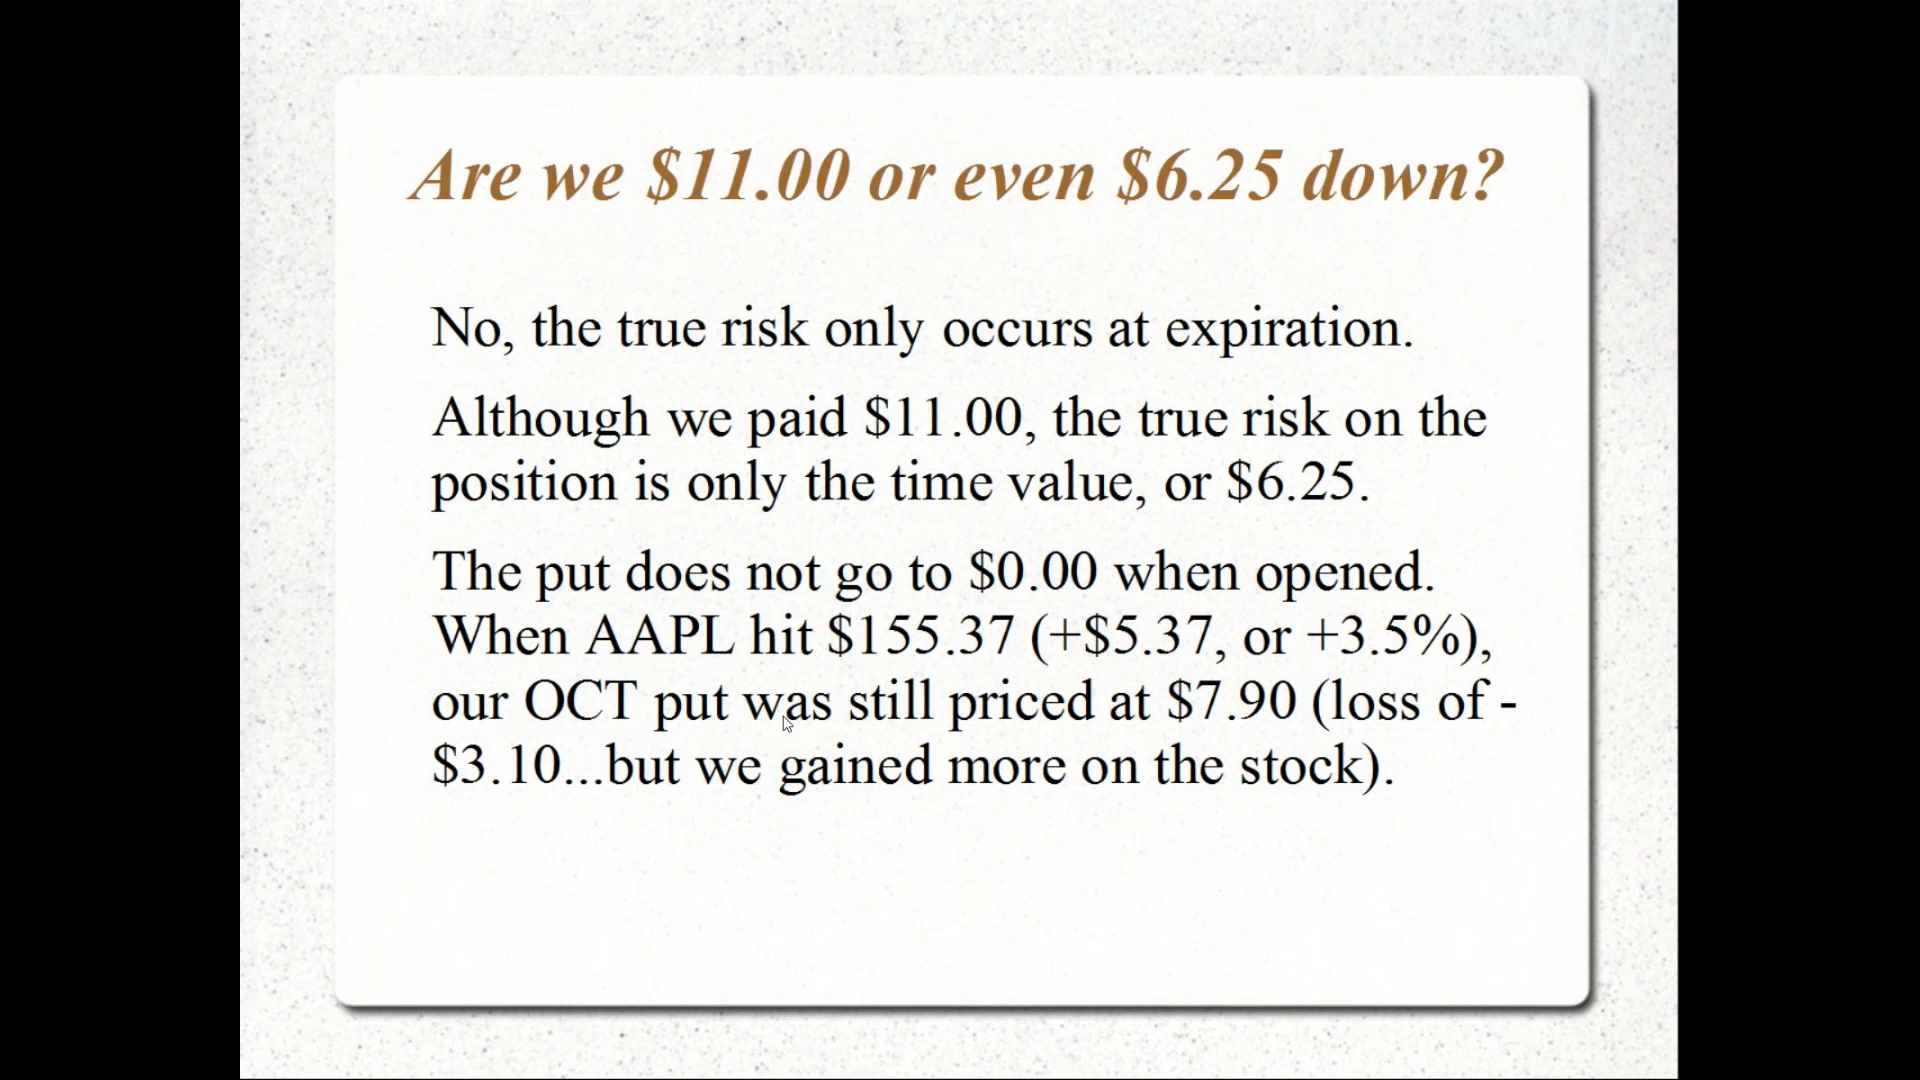 Are we $11.00 or even $6.25 down?
No, the true risk only occurs at expiration.
Although we paid $11.00, the true risk on the
position is only the time value, or $6.25.
The put does not go to $0.00 when opened.
When AAPL hit $155.37 (+$5.37, or +3.5%),
our OCT put was still priced at $7.90 (loss of -
$3.10...but we gained more on the stock).